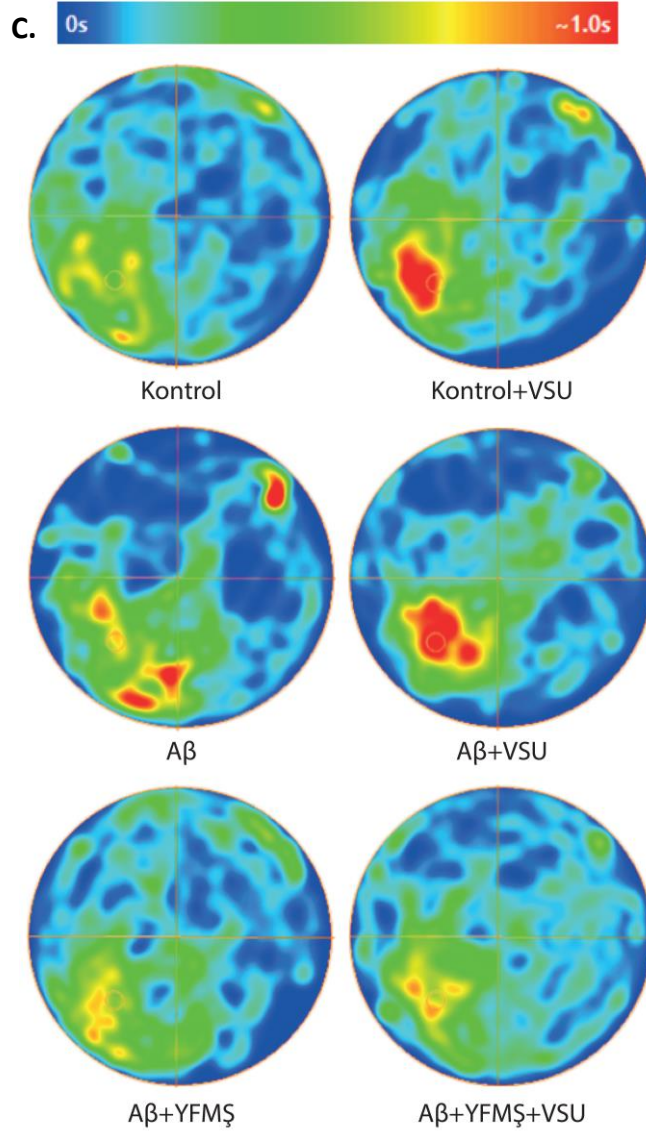 C.
0s ~1.0s
Kontrol Kontrol+VSU
Aβ Aβ+VSU
Aβ+YFMŞ Aβ+YFMŞ+VSU